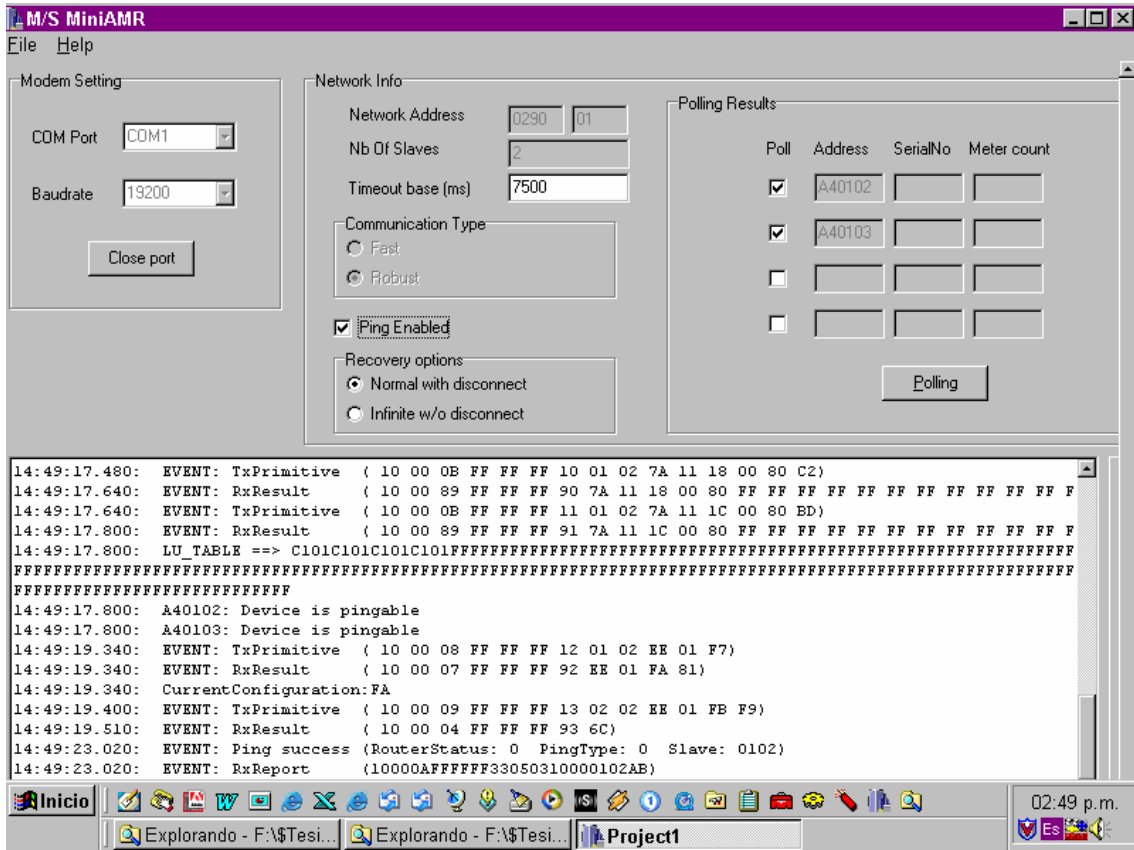 M/S MiniAMR
File Help
Modem Setting
COM Port COM1
Baudrate 19200
Close port
Network Info
Network Address 0290 01
Nb Of Slaves 2
Timeout base (ms) 7500
Communication Type
Fast
Robust
Ping Enabled
Recovery options
Normal with disconnect
Infinite w/o disconnect
Polling Results
Poll Address SerialNo Meter count
A40102
A40103
Polling
14:49:17.480: EVENT: TxPrimitive ( 10 00 0B FF FF FF 10 01 02 7A 11 18 00 80 C2)
14:49:17.640: EVENT: RxResult ( 10 00 89 FF FF FF 90 7A 11 18 00 80 FF FF FF FF FF FF FF FF FF FF FF F
14:49:17.640: EVENT: TxPrimitive ( 10 00 0B FF FF FF 11 01 02 7A 11 1C 00 80 BD)
14:49:17.800: EVENT: RxResult ( 10 00 89 FF FF FF 91 7A 11 1C 00 80 FF FF FF FF FF FF FF FF FF FF FF F
14:49:17.800: LU_TABLE ==> C101C101C101C101FFFFFFFFFFFFFFFFFFFFFFFFFFFFFFFFFFFFFFFFFFFFFFFFFFFFFFFFFF
FFFFFFFFFFFFFFFFFFFFFFFFFFFFFFFFFFFFFFFFFFFFFFFFFFFFFFFFFFFFFFFFFFFFFFFFFFFFFFFFFFFFFFFFFFFFFFFFFFFF
FFFFFFFFFFFFFFFFFFFFFFFFFF
14:49:17.800: A40102: Device is pingable
14:49:17.800: A40103: Device is pingable
14:49:19.340: EVENT: TxPrimitive ( 10 00 08 FF FF FF 12 01 02 EE 01 F7)
14:49:19.340: EVENT: RxResult ( 10 00 07 FF FF FF 92 EE 01 FA 81)
14:49:19.340: CurrentConfiguration:FA
14:49:19.400: EVENT: TxPrimitive ( 10 00 09 FF FF FF 13 02 02 EE 01 FB F9)
14:49:19.510: EVENT: RxResult ( 10 00 04 FF FF FF 93 6C)
14:49:23.020: EVENT: Ping success (RouterStatus: 0 PingType: 0 Slave: 0102)
14:49:23.020: EVENT: RxReport (10000AFFFFFF33050310000102AB)
Inicio 02:49 p.m.
Explorando - F:\$Tesi... Explorando - F:\$Tesi... Project1 Es